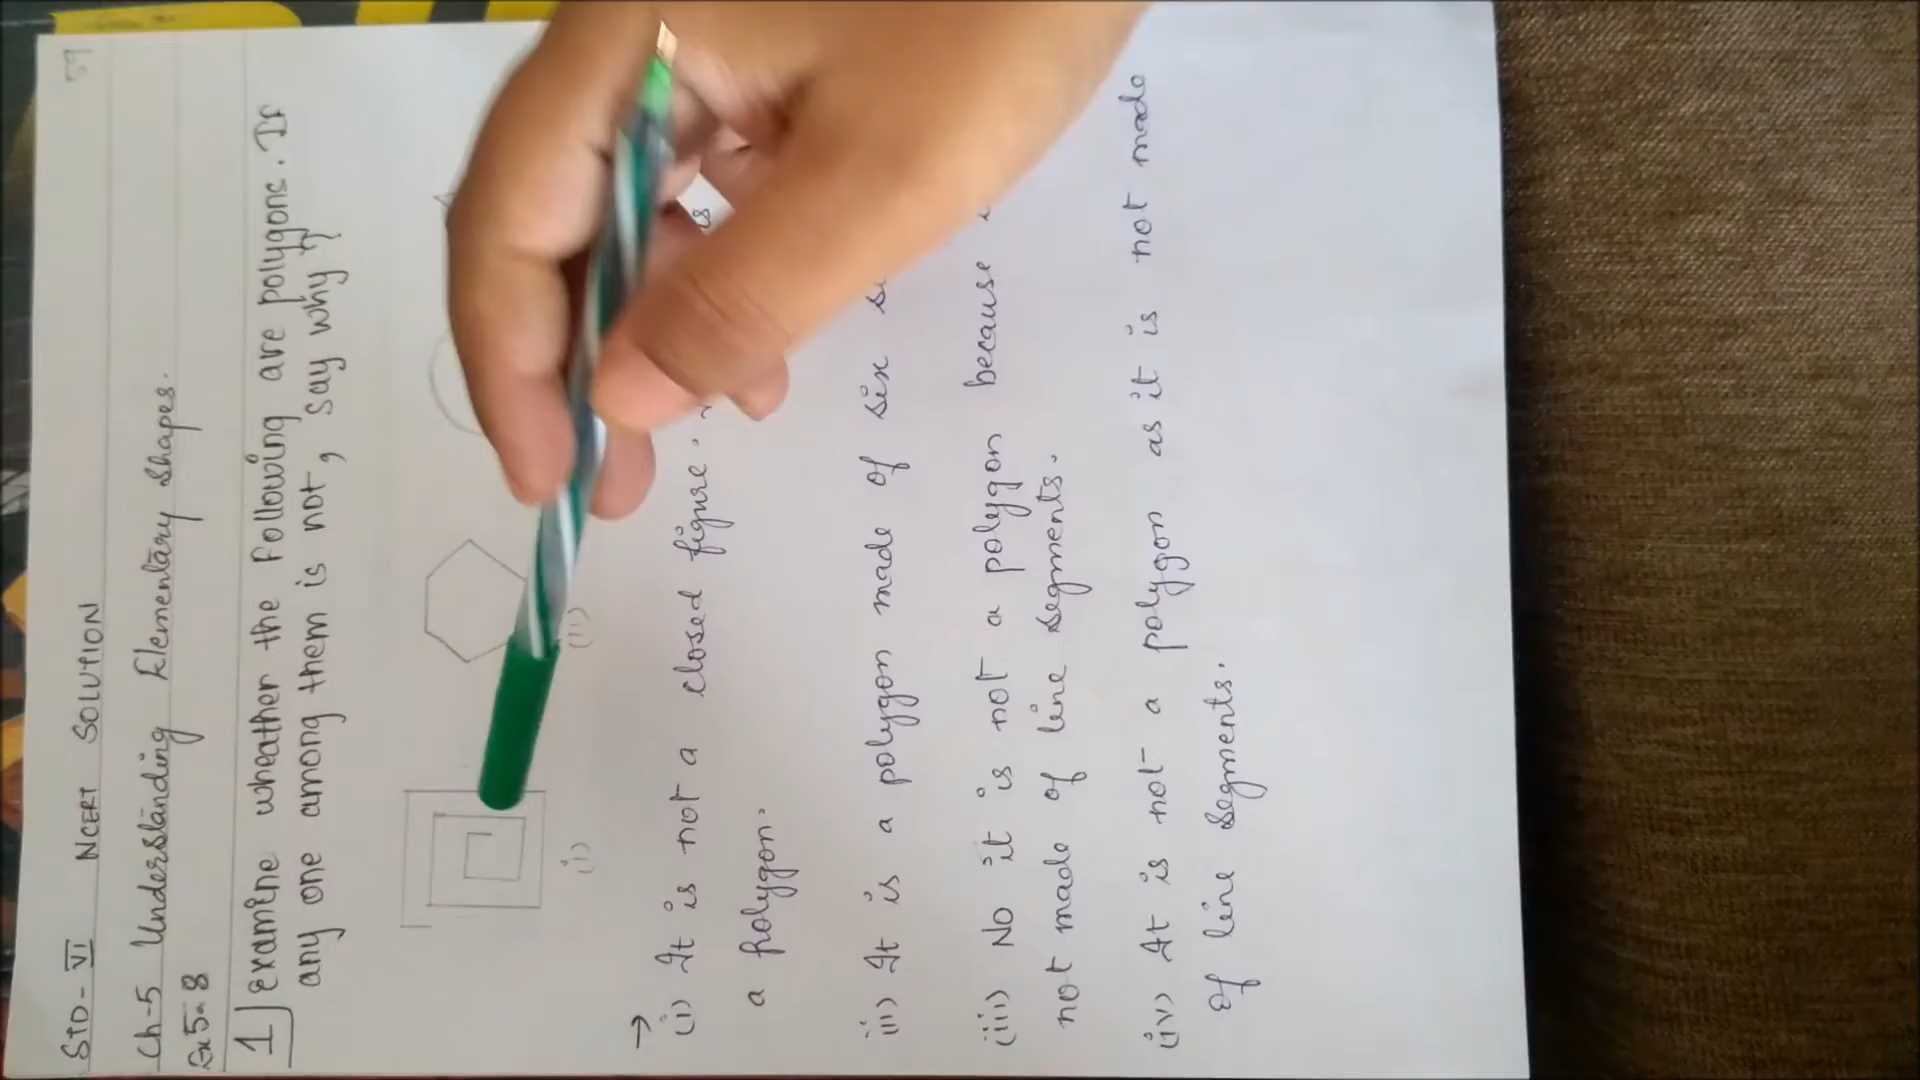 59
STD- VI NCERT SOLUTION
Ch-5 Understanding Elementary Shapes.
Ex 5.8
1] examine wheather the following are polygons. If
any one among them is not, say why?
(i) (ii)
→
(i) It is not a closed figure.
a polygon.
ii) It is a polygon made of six
(iii) No it is not a polygon because
not made of line segments.
(iv) It is not a polygon as it is not made
of line segments.